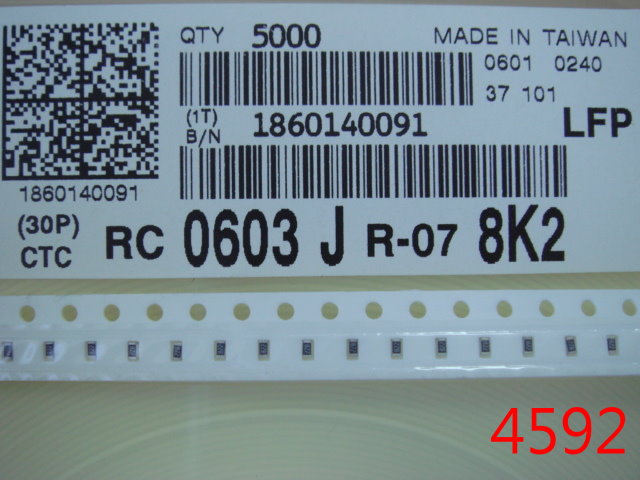 QTY 5000 MADE IN TAIWAN
0601 0240
37 101
(1T)
B/N 1860140091 LFP
1860140091
(30P)
CTC RC 0603 J R-07 8K2
4592